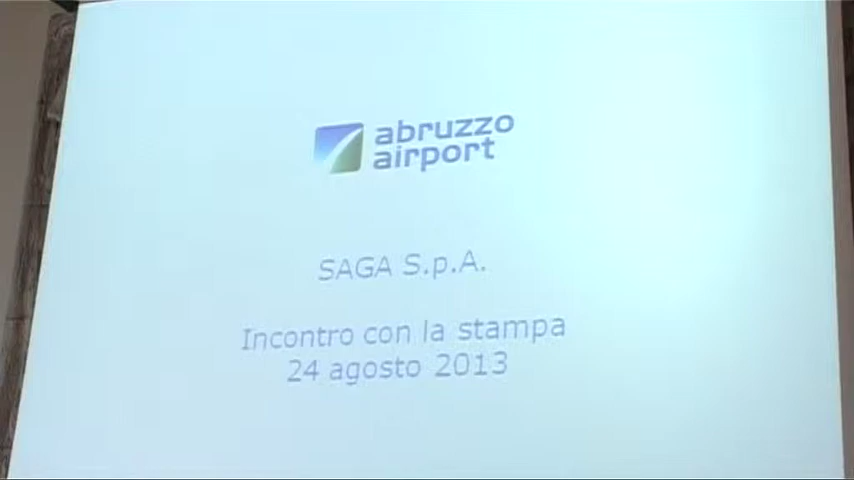 abruzzo
airport
SAGA S.p.A.
Incontro con la stampa
24 agosto 2013